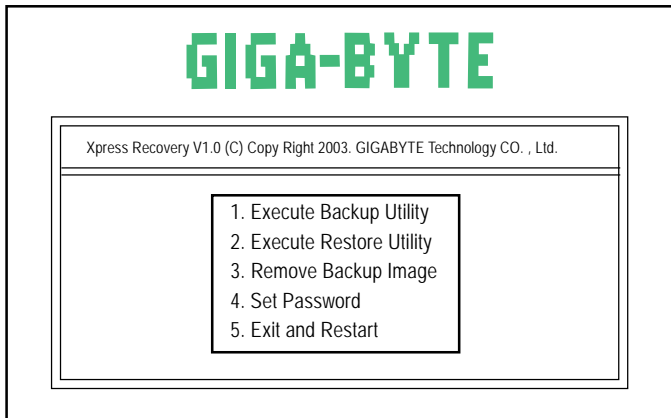 GIGA-BYTE
Xpress Recovery V1.0 (C) Copy Right 2003. GIGABYTE Technology CO. , Ltd.
1. Execute Backup Utility
2. Execute Restore Utility
3. Remove Backup Image
4. Set Password
5. Exit and Restart